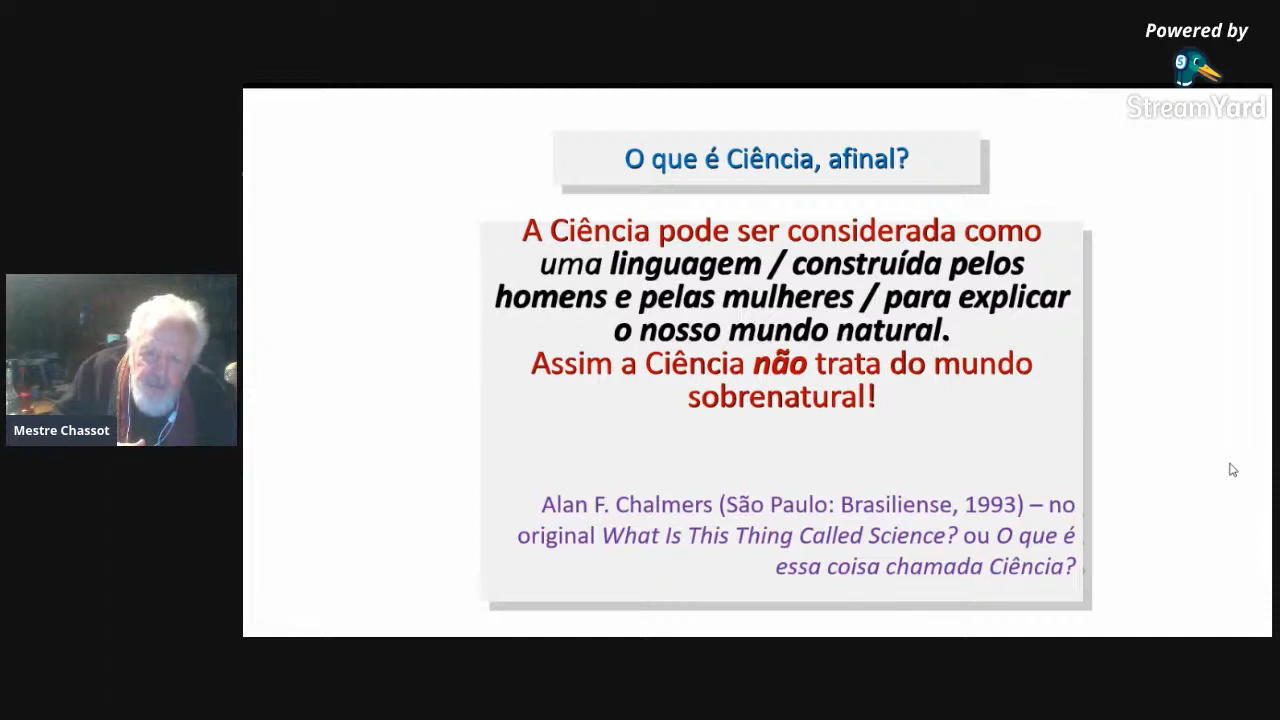 Powered by
StreamYard
O que é Ciência, afinal?
A Ciência pode ser considerada como
uma linguagem / construída pelos
homens e pelas mulheres / para explicar
o nosso mundo natural.
Assim a Ciência não trata do mundo
sobrenatural!
Alan F. Chalmers (São Paulo: Brasiliense, 1993) – no
original What Is This Thing Called Science? ou O que é
essa coisa chamada Ciência?
Mestre Chassot